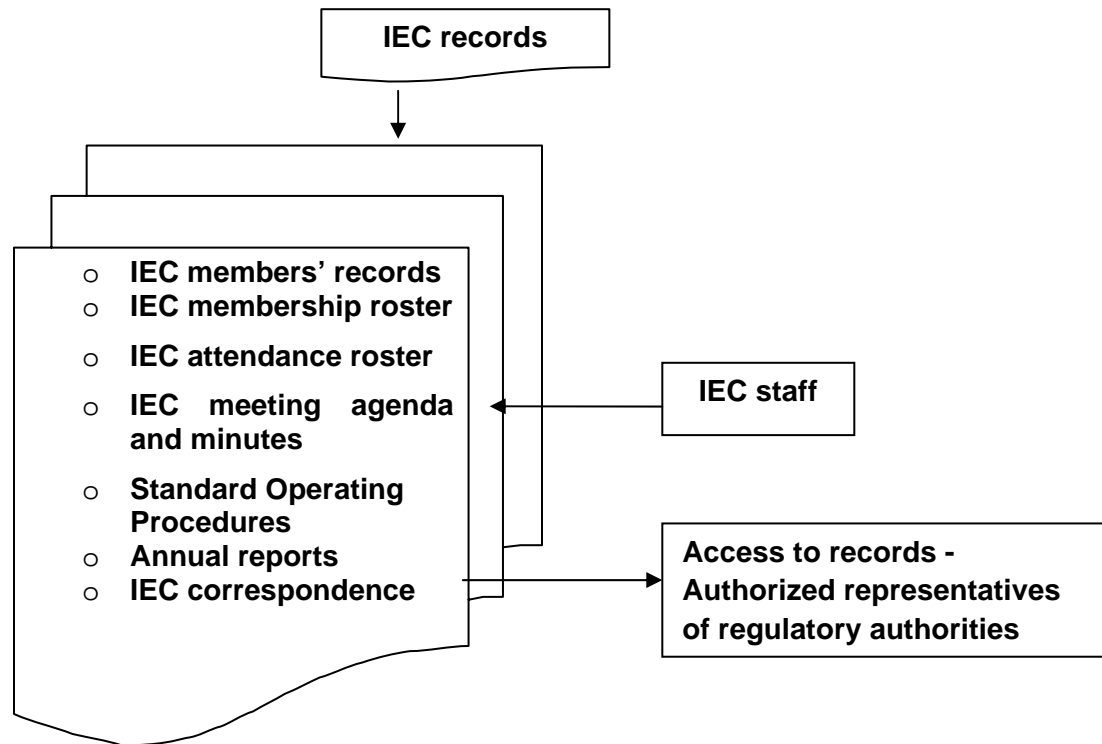 IEC records
o IEC members’ records
o IEC membership roster
o IEC attendance roster
o IEC meeting agenda
and minutes
o Standard Operating
Procedures
o Annual reports
o IEC correspondence
IEC staff
Access to records -
Authorized representatives
of regulatory authorities